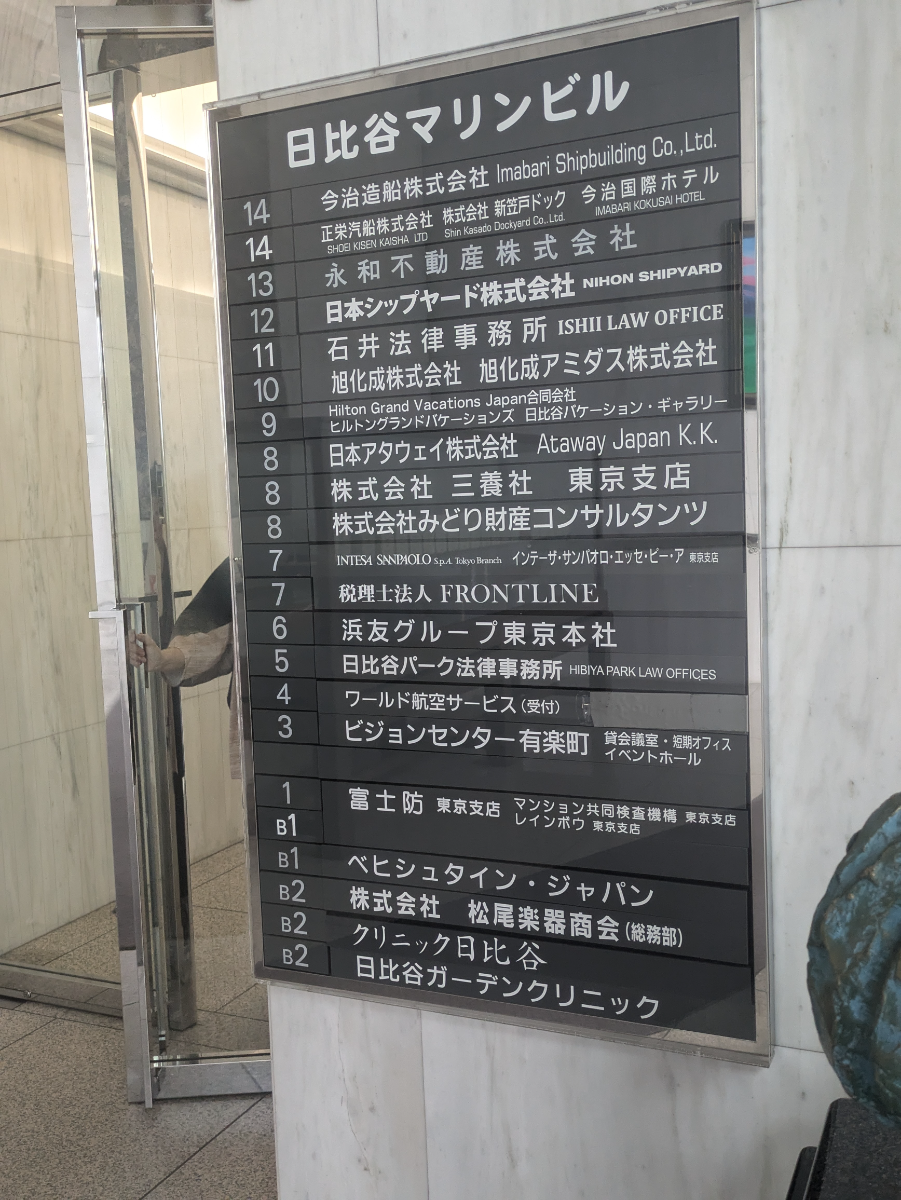 日比谷マリンビル
14 今治造船株式会社 Imabari Shipbuilding Co.,Ltd.
14 正栄汽船株式会社 SHOEI KISEN KAISHA LTD 株式会社 新笠戸ドック Shin Kasado Dockyard Co., Ltd. 今治国際ホテル IMABARI KOKUSAI HOTEL
13 永和不動産株式会社
12 日本シップヤード株式会社 NIHON SHIPYARD
11 石井法律事務所 ISHII LAW OFFICE
10 旭化成株式会社 旭化成アミダス株式会社
9 Hilton Grand Vacations Japan合同会社
ヒルトングランドバケーションズ 日比谷バケーション・ギャラリー
8 日本アタウェイ株式会社 Ataway Japan K.K.
8 株式会社 三養社 東京支店
8 株式会社みどり財産コンサルタンツ
7 INTESA SANPAOLO S.p.A. Tokyo Branch インテーザ・サンパオロ・エッセ・ピー・ア 東京支店
7 税理士法人 FRONTLINE
6 浜友グループ東京本社
5 日比谷パーク法律事務所 HIBIYA PARK LAW OFFICES
4 ワールド航空サービス(受付)
3 ビジョンセンター有楽町 貸会議室・短期オフィス
イベントホール
1 富士防 東京支店 マンション共同検査機構 東京支店
B1 レインボウ 東京支店
B1 ベヒシュタイン・ジャパン
B2 株式会社 松尾楽器商会(総務部)
B2 クリニック日比谷
B2 日比谷ガーデンクリニック